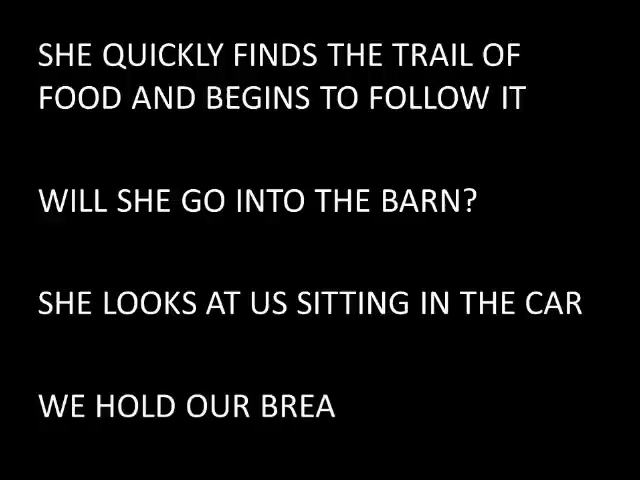 SHE QUICKLY FINDS THE TRAIL OF
FOOD AND BEGINS TO FOLLOW IT
WILL SHE GO INTO THE BARN?
SHE LOOKS AT US SITTING IN THE CAR
WE HOLD OUR BREA